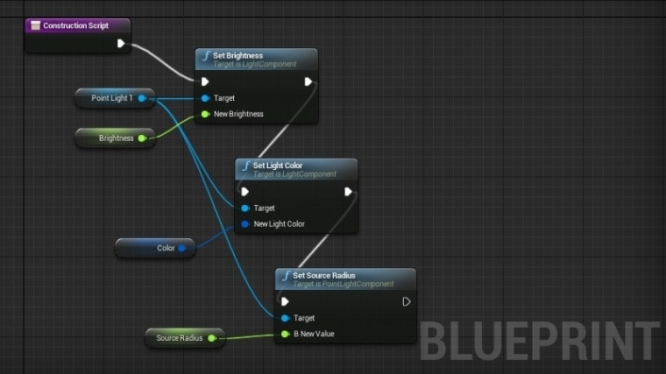 Construction Script
Set Brightness
Target is LightComponent
Point Light 1
Target
Brightness
New Brightness
Set Light Color
Target is LightComponent
Target
New Light Color
Color
Set Source Radius
Target is PointLightComponent
Target
Source Radius
B New Value
BLUEPRINT